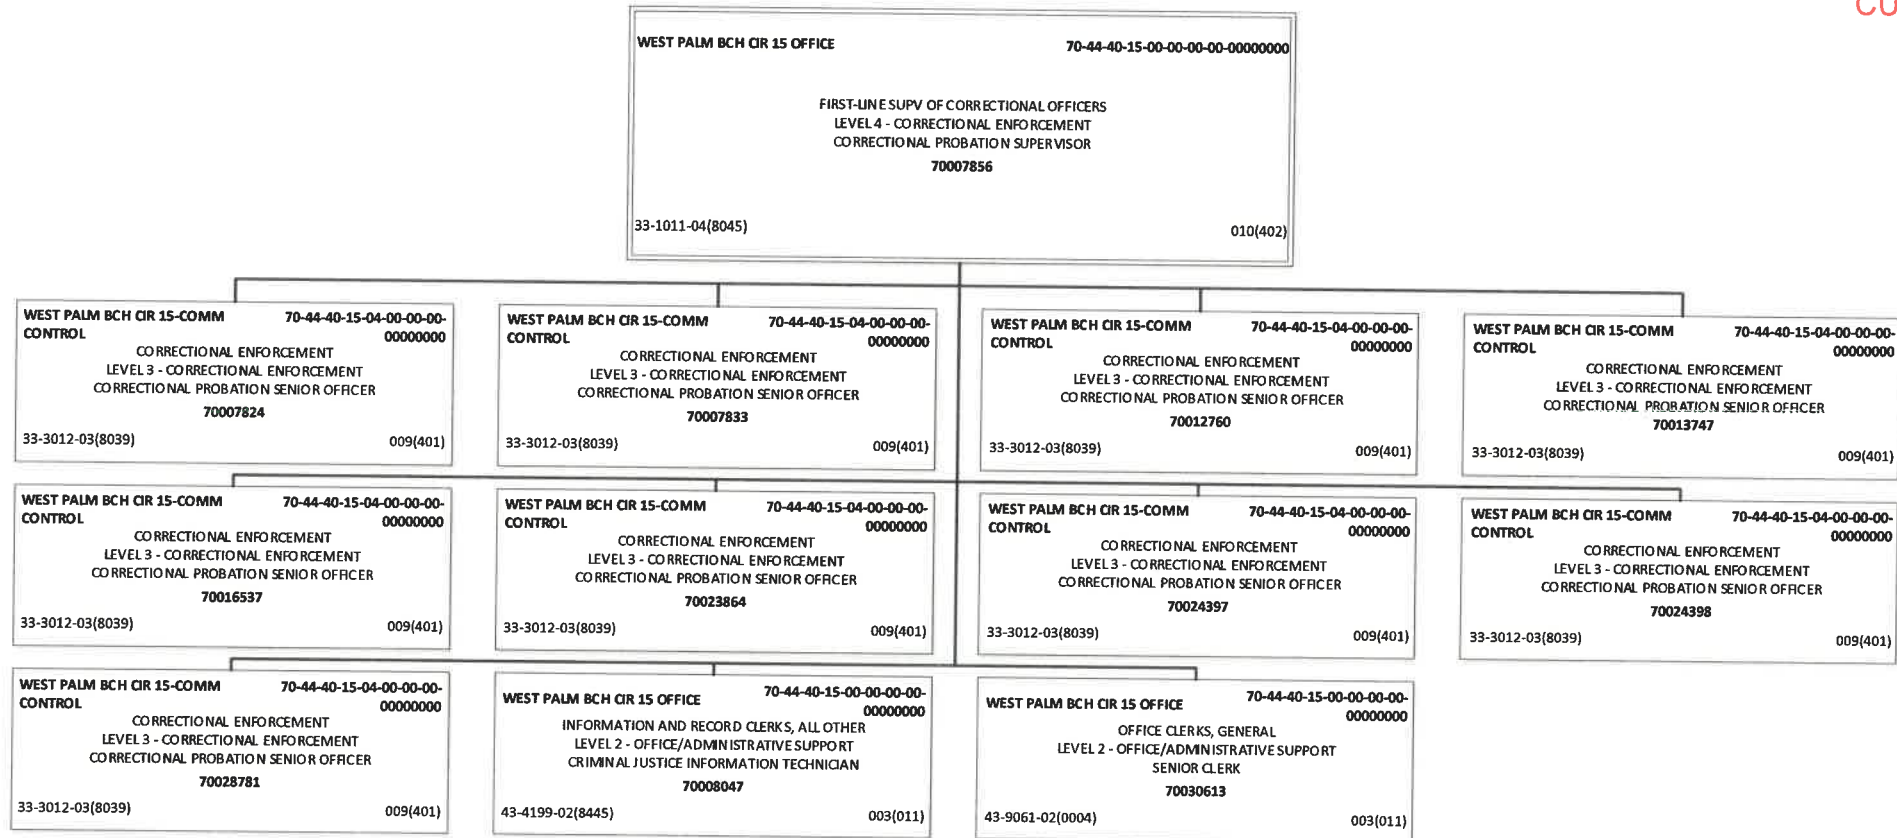 CU
WEST PALM BCH CIR 15 OFFICE 70-44-40-15-00-00-00-00-00000000
FIRST-LINE SUPV OF CORRECTIONAL OFFICERS
LEVEL 4 - CORRECTIONAL ENFORCEMENT
CORRECTIONAL PROBATION SUPERVISOR
70007856
33-1011-04(8045) 010(402)
WEST PALM BCH CIR 15-COMM 70-44-40-15-04-00-00-00-
CONTROL 00000000
CORRECTIONAL ENFORCEMENT
LEVEL 3 - CORRECTIONAL ENFORCEMENT
CORRECTIONAL PROBATION SENIOR OFFICER
70007824
33-3012-03(8039) 009(401)
WEST PALM BCH CIR 15-COMM 70-44-40-15-04-00-00-00-
CONTROL 00000000
CORRECTIONAL ENFORCEMENT
LEVEL 3 - CORRECTIONAL ENFORCEMENT
CORRECTIONAL PROBATION SENIOR OFFICER
70007833
33-3012-03(8039) 009(401)
WEST PALM BCH CIR 15-COMM 70-44-40-15-04-00-00-00-
CONTROL 00000000
CORRECTIONAL ENFORCEMENT
LEVEL 3 - CORRECTIONAL ENFORCEMENT
CORRECTIONAL PROBATION SENIOR OFFICER
70012760
33-3012-03(8039) 009(401)
WEST PALM BCH CIR 15-COMM 70-44-40-15-04-00-00-00-
CONTROL 00000000
CORRECTIONAL ENFORCEMENT
LEVEL 3 - CORRECTIONAL ENFORCEMENT
CORRECTIONAL PROBATION SENIOR OFFICER
70013747
33-3012-03(8039) 009(401)
WEST PALM BCH CIR 15-COMM 70-44-40-15-04-00-00-00-
CONTROL 00000000
CORRECTIONAL ENFORCEMENT
LEVEL 3 - CORRECTIONAL ENFORCEMENT
CORRECTIONAL PROBATION SENIOR OFFICER
70016537
33-3012-03(8039) 009(401)
WEST PALM BCH CIR 15-COMM 70-44-40-15-04-00-00-00-
CONTROL 00000000
CORRECTIONAL ENFORCEMENT
LEVEL 3 - CORRECTIONAL ENFORCEMENT
CORRECTIONAL PROBATION SENIOR OFFICER
70023864
33-3012-03(8039) 009(401)
WEST PALM BCH CIR 15-COMM 70-44-40-15-04-00-00-00-
CONTROL 00000000
CORRECTIONAL ENFORCEMENT
LEVEL 3 - CORRECTIONAL ENFORCEMENT
CORRECTIONAL PROBATION SENIOR OFFICER
70024397
33-3012-03(8039) 009(401)
WEST PALM BCH CIR 15-COMM 70-44-40-15-04-00-00-00-
CONTROL 00000000
CORRECTIONAL ENFORCEMENT
LEVEL 3 - CORRECTIONAL ENFORCEMENT
CORRECTIONAL PROBATION SENIOR OFFICER
70024398
33-3012-03(8039) 009(401)
WEST PALM BCH CIR 15-COMM 70-44-40-15-04-00-00-00-
CONTROL 00000000
CORRECTIONAL ENFORCEMENT
LEVEL 3 - CORRECTIONAL ENFORCEMENT
CORRECTIONAL PROBATION SENIOR OFFICER
70028781
33-3012-03(8039) 009(401)
WEST PALM BCH CIR 15 OFFICE 70-44-40-15-00-00-00-00-
00000000
INFORMATION AND RECORD CLERKS, ALL OTHER
LEVEL 2 - OFFICE/ADMINISTRATIVE SUPPORT
CRIMINAL JUSTICE INFORMATION TECHNICIAN
70008047
43-4199-02(8445) 003(011)
WEST PALM BCH CIR 15 OFFICE 70-44-40-15-00-00-00-00-
00000000
OFFICE CLERKS, GENERAL
LEVEL 2 - OFFICE/ADMINISTRATIVE SUPPORT
SENIOR CLERK
70030613
43-9061-02(0004) 003(011)